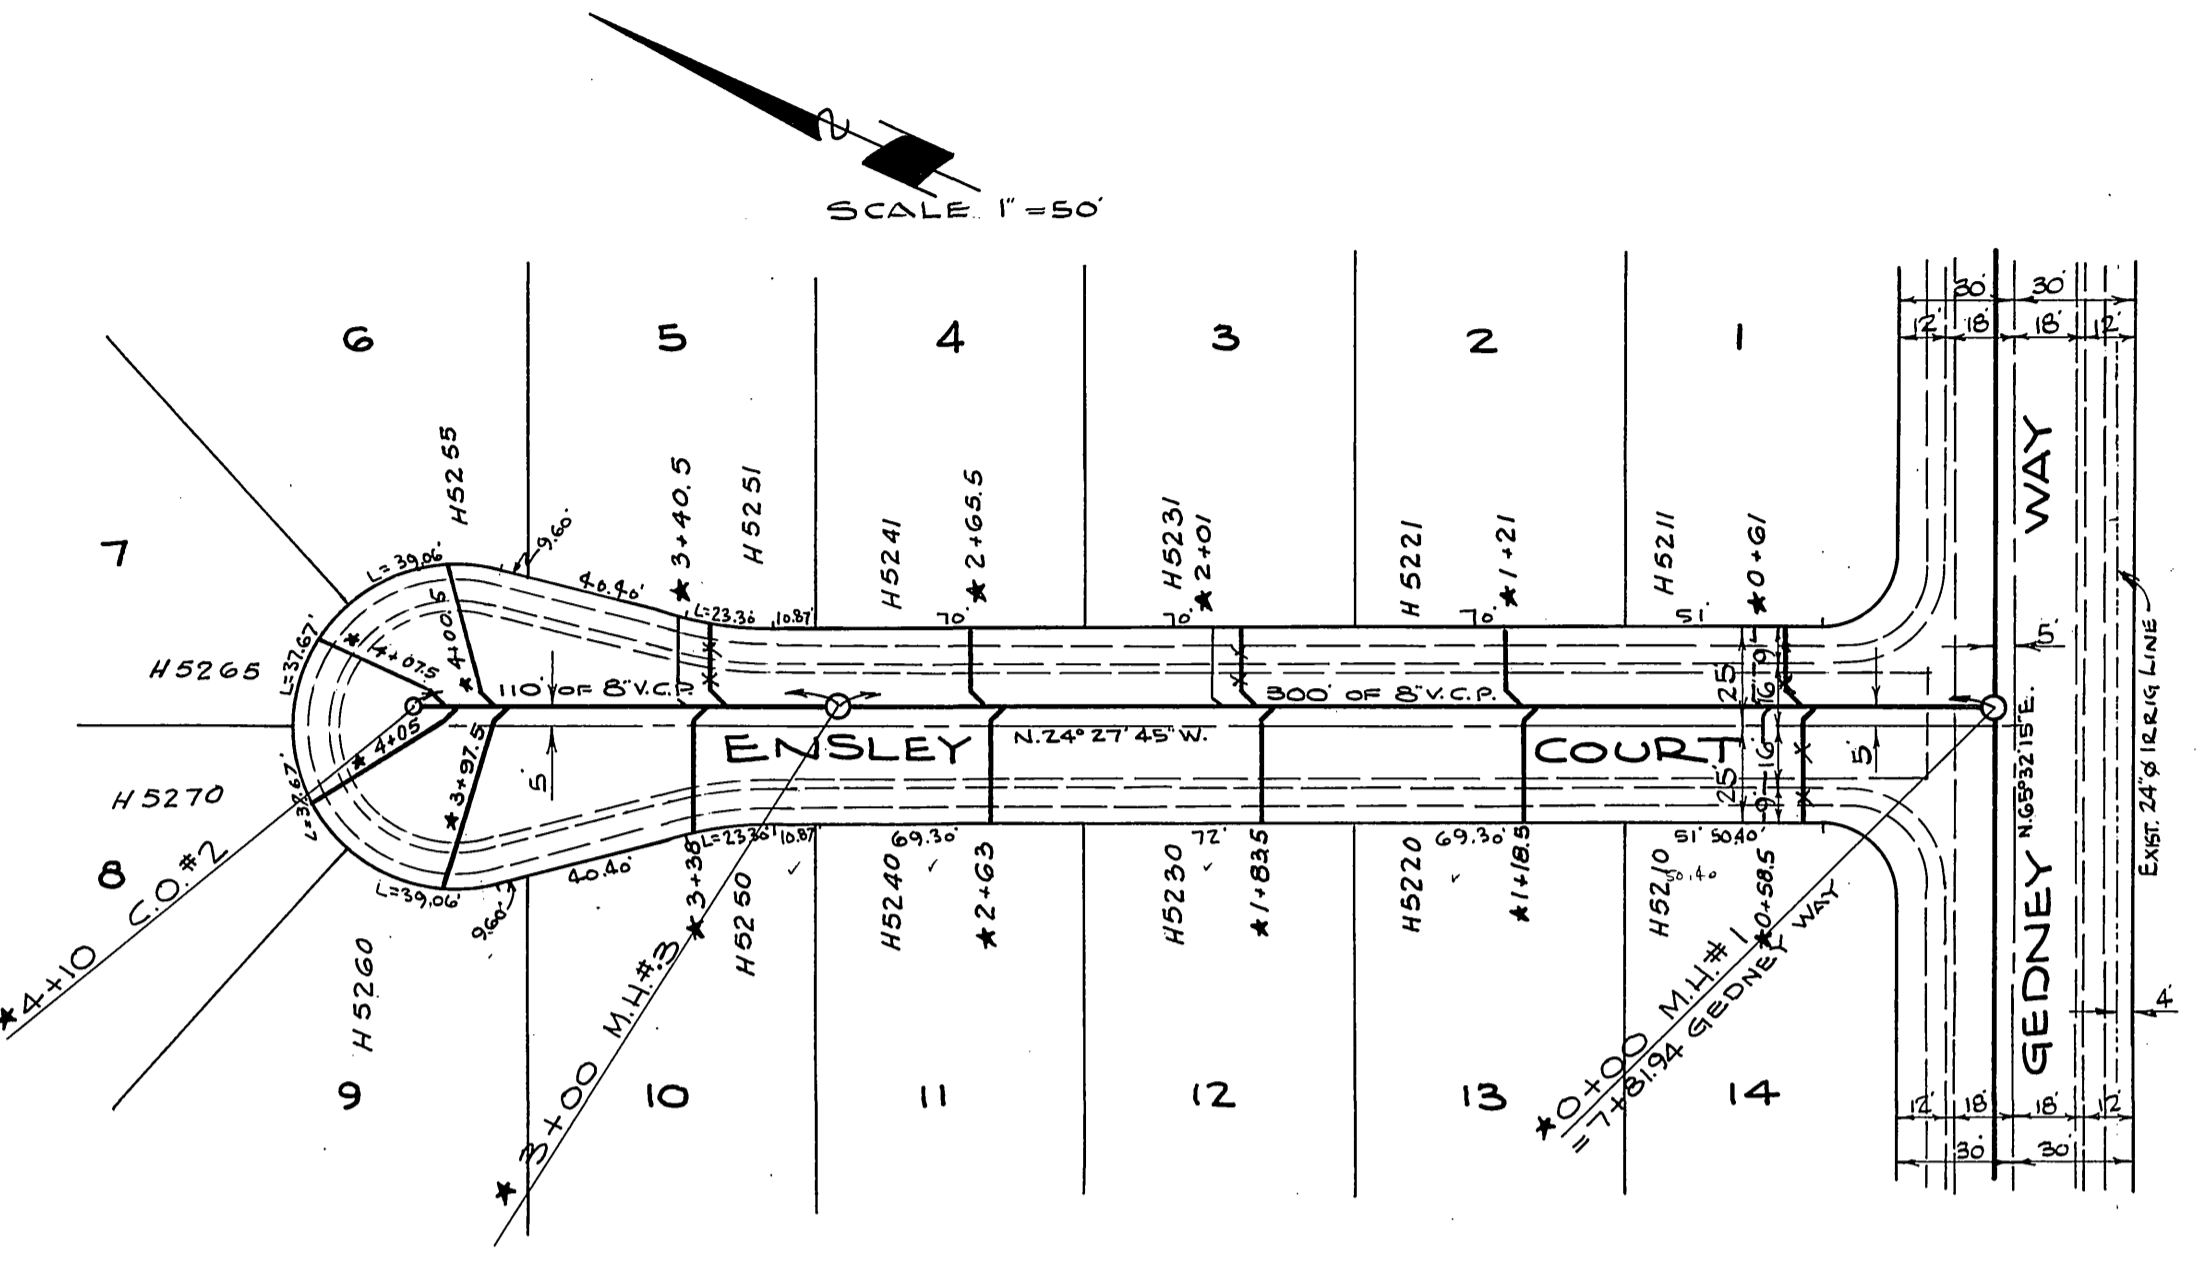 N
SCALE 1" = 50'
6
5
4
3
2
1
30'
30'
12'
18'
18'
12'
7
H5255
★ 3+40.5
H5251
H5241
★ 2+65.5
H5231
★ 2+01
H5221
★ 1+21
H5211
★ 0+61
WAY
9.60'
L=39.06'
40.40'
L=23.36
10.87'
70'
70'
70'
51'
L=37.67'
★ 4+07.5
★ 4+00.5
H5265
110' OF 8" V.C.P.
300' OF 8" V.C.P.
25'
16'
9'
5'
N. 24° 27' 45" W.
ENSLEY COURT
5'
25'
16'
9'
5'
★ 4+05
★ 3+97.5
H5270
L=37.67'
8
L=39.06'
9.60'
40.40'
L=23.36'
10.87'
69.30'
72'
69.30'
51' 50.40'
50.40
★ 3+38
H5250
H5240
★ 2+63
H5230
★ 1+83.5
H5220
★ 1+18.5
H5210
★ 0+58.5
H5260
★ 4+10 C.O. #2
★ 3+00 M.H. #3
★ 0+00 M.H. #1
= 7+81.94 GEDNEY WAY
GEDNEY
N. 65° 32' 15" E.
EXIST. 24" ø IRRIG LINE
4'
9
10
11
12
13
14
12'
18'
18'
12'
30'
30'